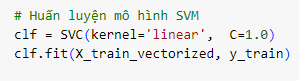 # Huấn luyện mô hình SVM
clf = SVC(kernel='linear',  C=1.0)
clf.fit(X_train_vectorized, y_train)